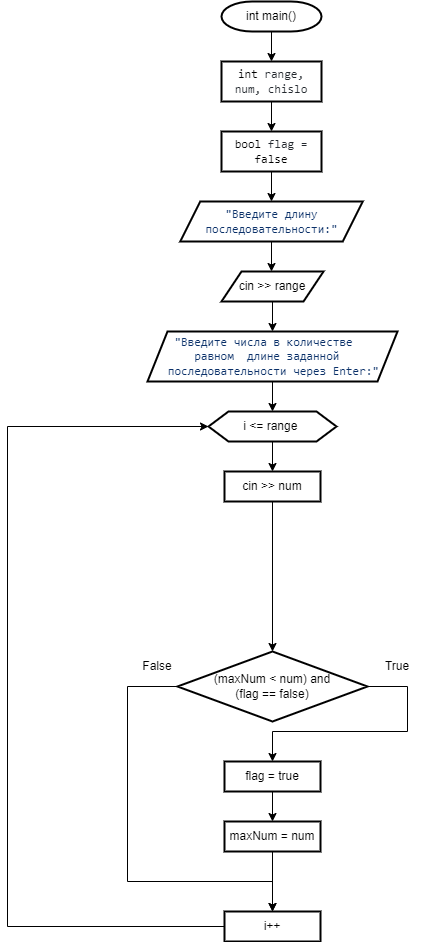 int main()
int range,
num, chislo
bool flag =
false
"Введите длину
последовательности:"
cin >> range
"Введите числа в количестве
равном длине заданной
последовательности через Enter:"
i <= range
cin >> num
False
True
(maxNum < num) and
(flag == false)
flag = true
maxNum = num
i++